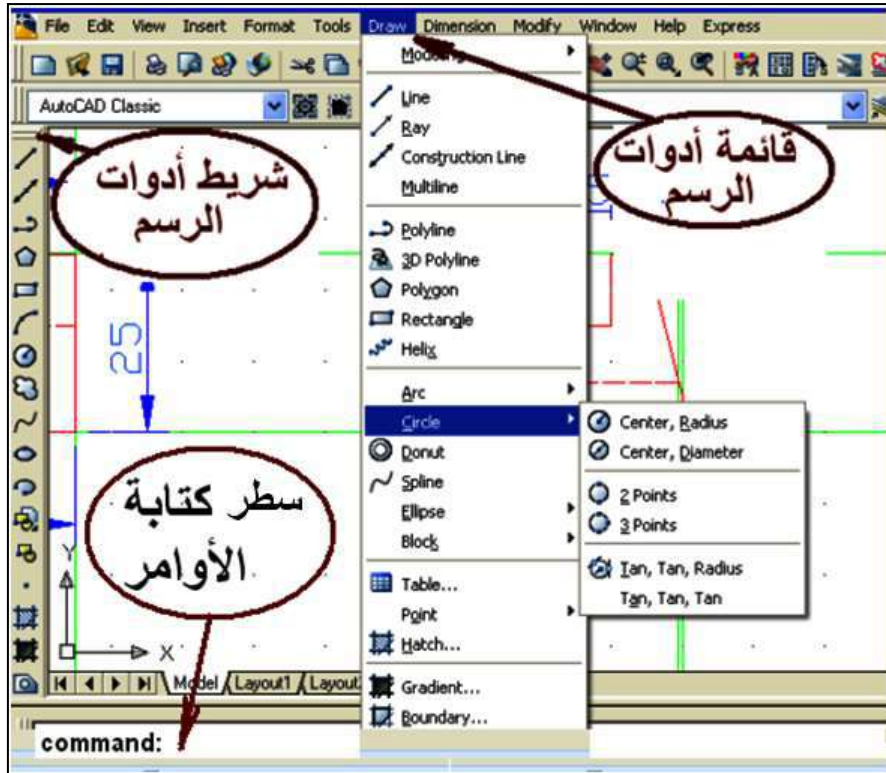 File Edit View Insert Format Tools Draw Dimension Modify Window Help Express
AutoCAD Classic
Line
Ray
Construction Line
Multiline
Polyline
3D Polyline
Polygon
Rectangle
Helix
Arc
Circle
Donut
Spline
Ellipse
Block
Table...
Point
Hatch...
Gradient...
Boundary...
Center, Radius
Center, Diameter
2 Points
3 Points
Tan, Tan, Radius
Tan, Tan, Tan
شريط أدوات
الرسم
قائمة أدوات
الرسم
25
سطر كتابة
الأوامر
Y
X
Model Layout1
command: